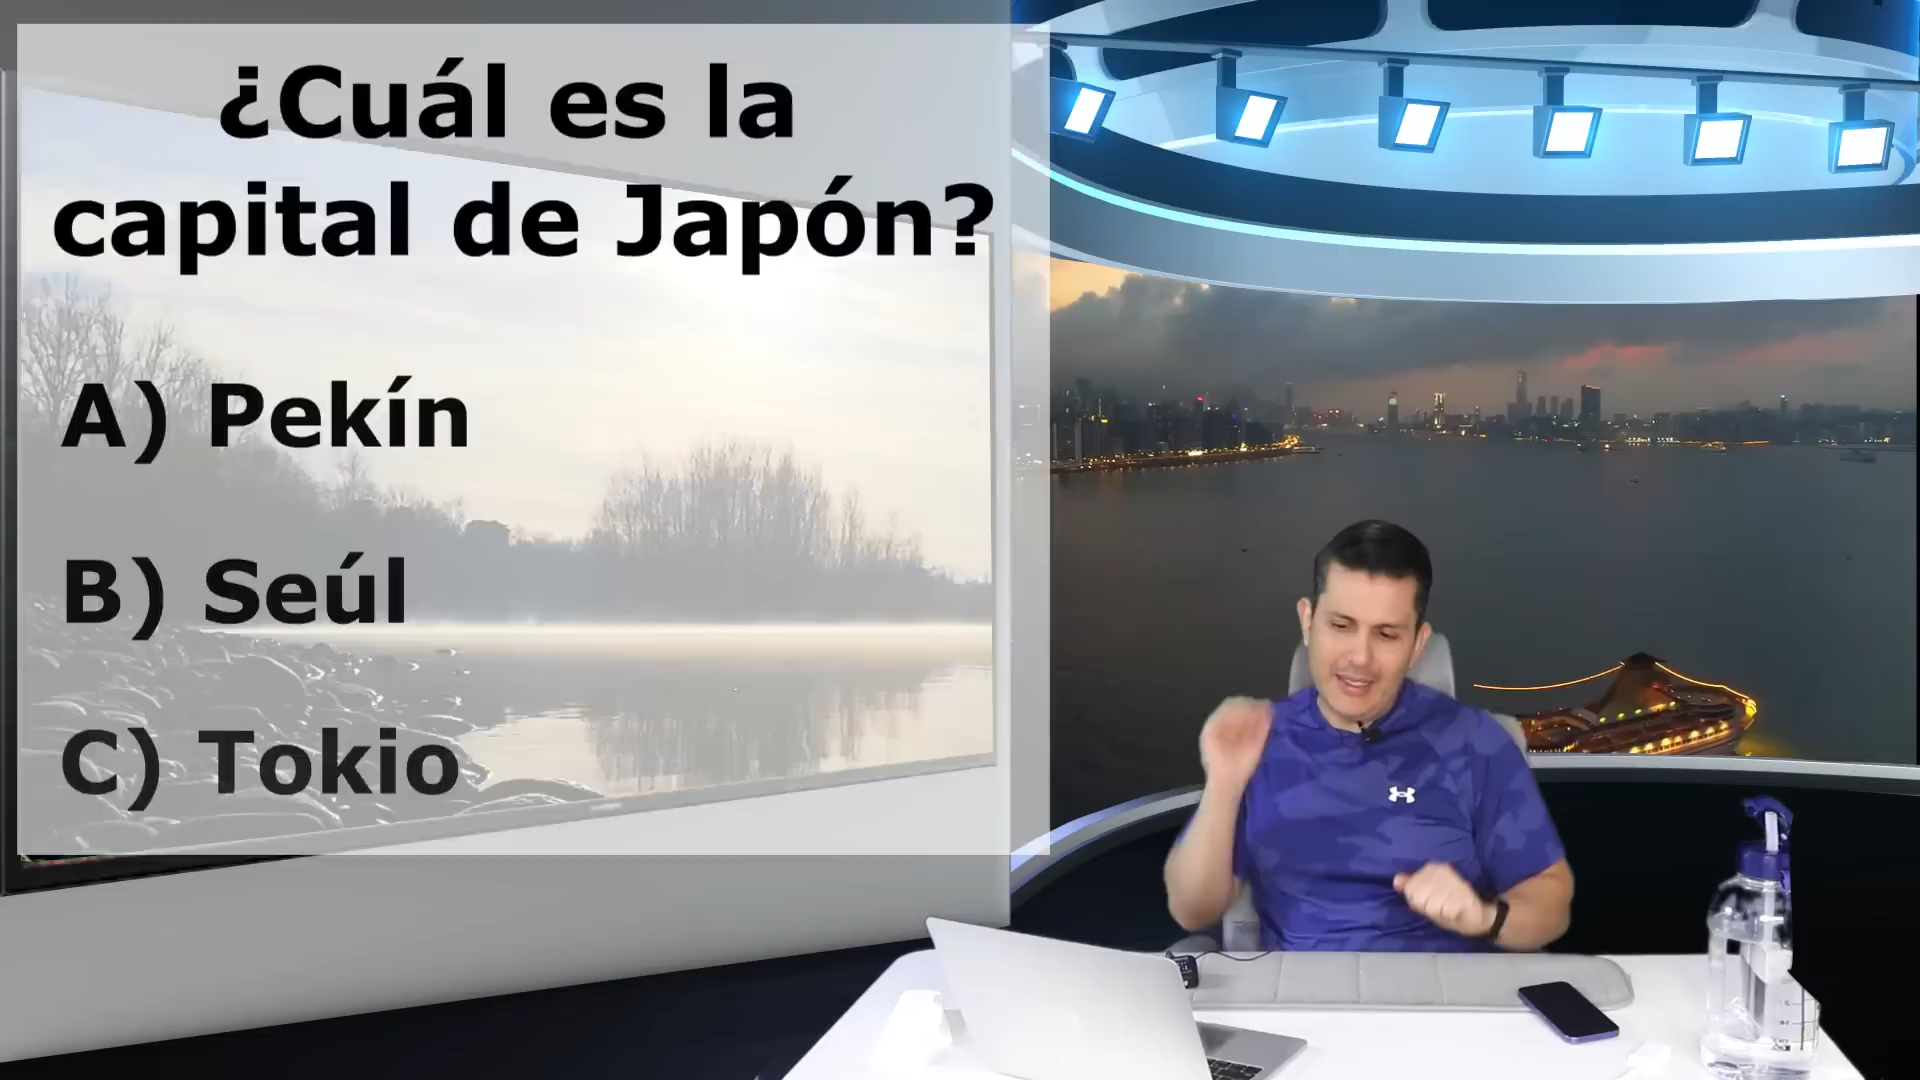 ¿Cuál es la
capital de Japón?
A) Pekín
B) Seúl
C) Tokio